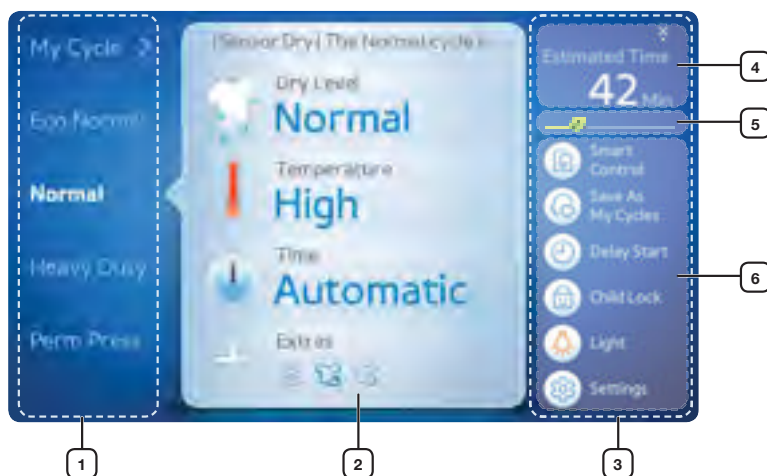 My Cycle
Eco Normal
Normal
Heavy Duty
Perm Press
[Sensor Dry] The Normal cycle
Dry Level
Normal
Temperature
High
Time
Automatic
Extras
Estimated Time
42 Min
Smart
Control
Save As
My Cycles
Delay Start
Child Lock
Light
Settings
4
5
6
1
2
3